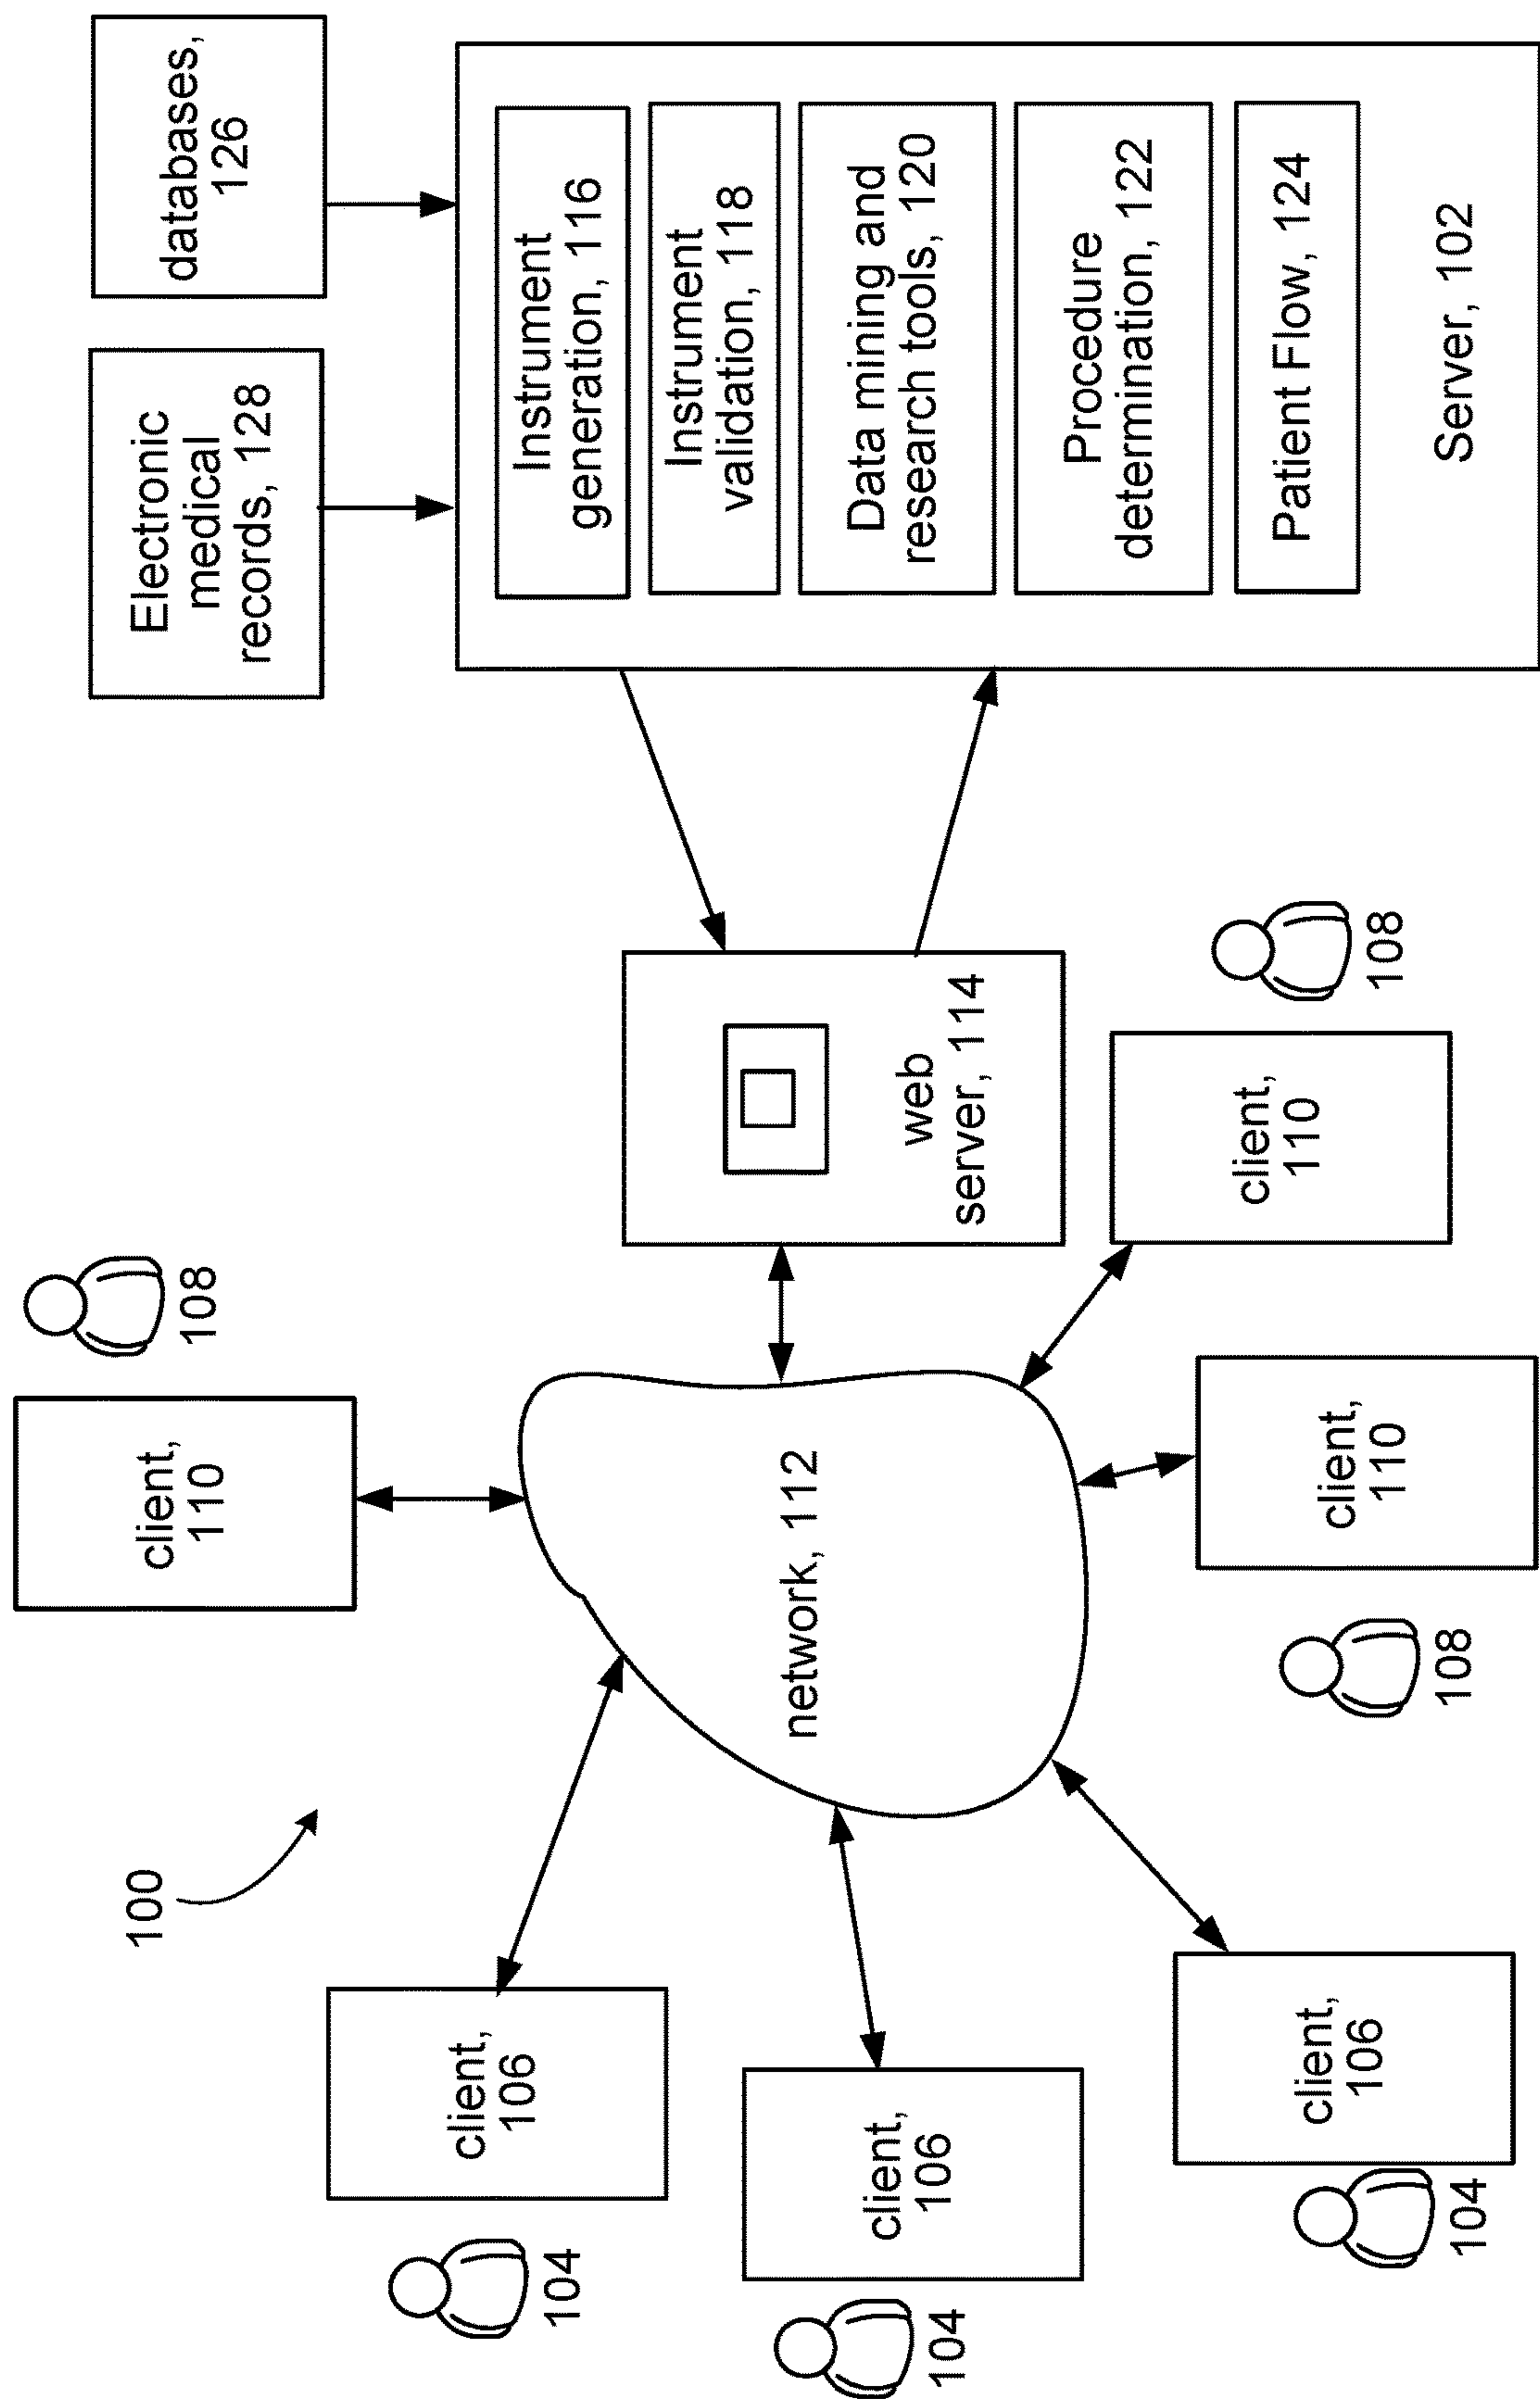 100
client,
106
104
client,
106
104
client,
106
104
network, 112
client,
110
108
client,
110
108
client,
110
108
web
server, 114
Electronic
medical
records, 128
databases,
126
Instrument
generation, 116
Instrument
validation, 118
Data mining and
research tools, 120
Procedure
determination, 122
Patient Flow, 124
Server, 102